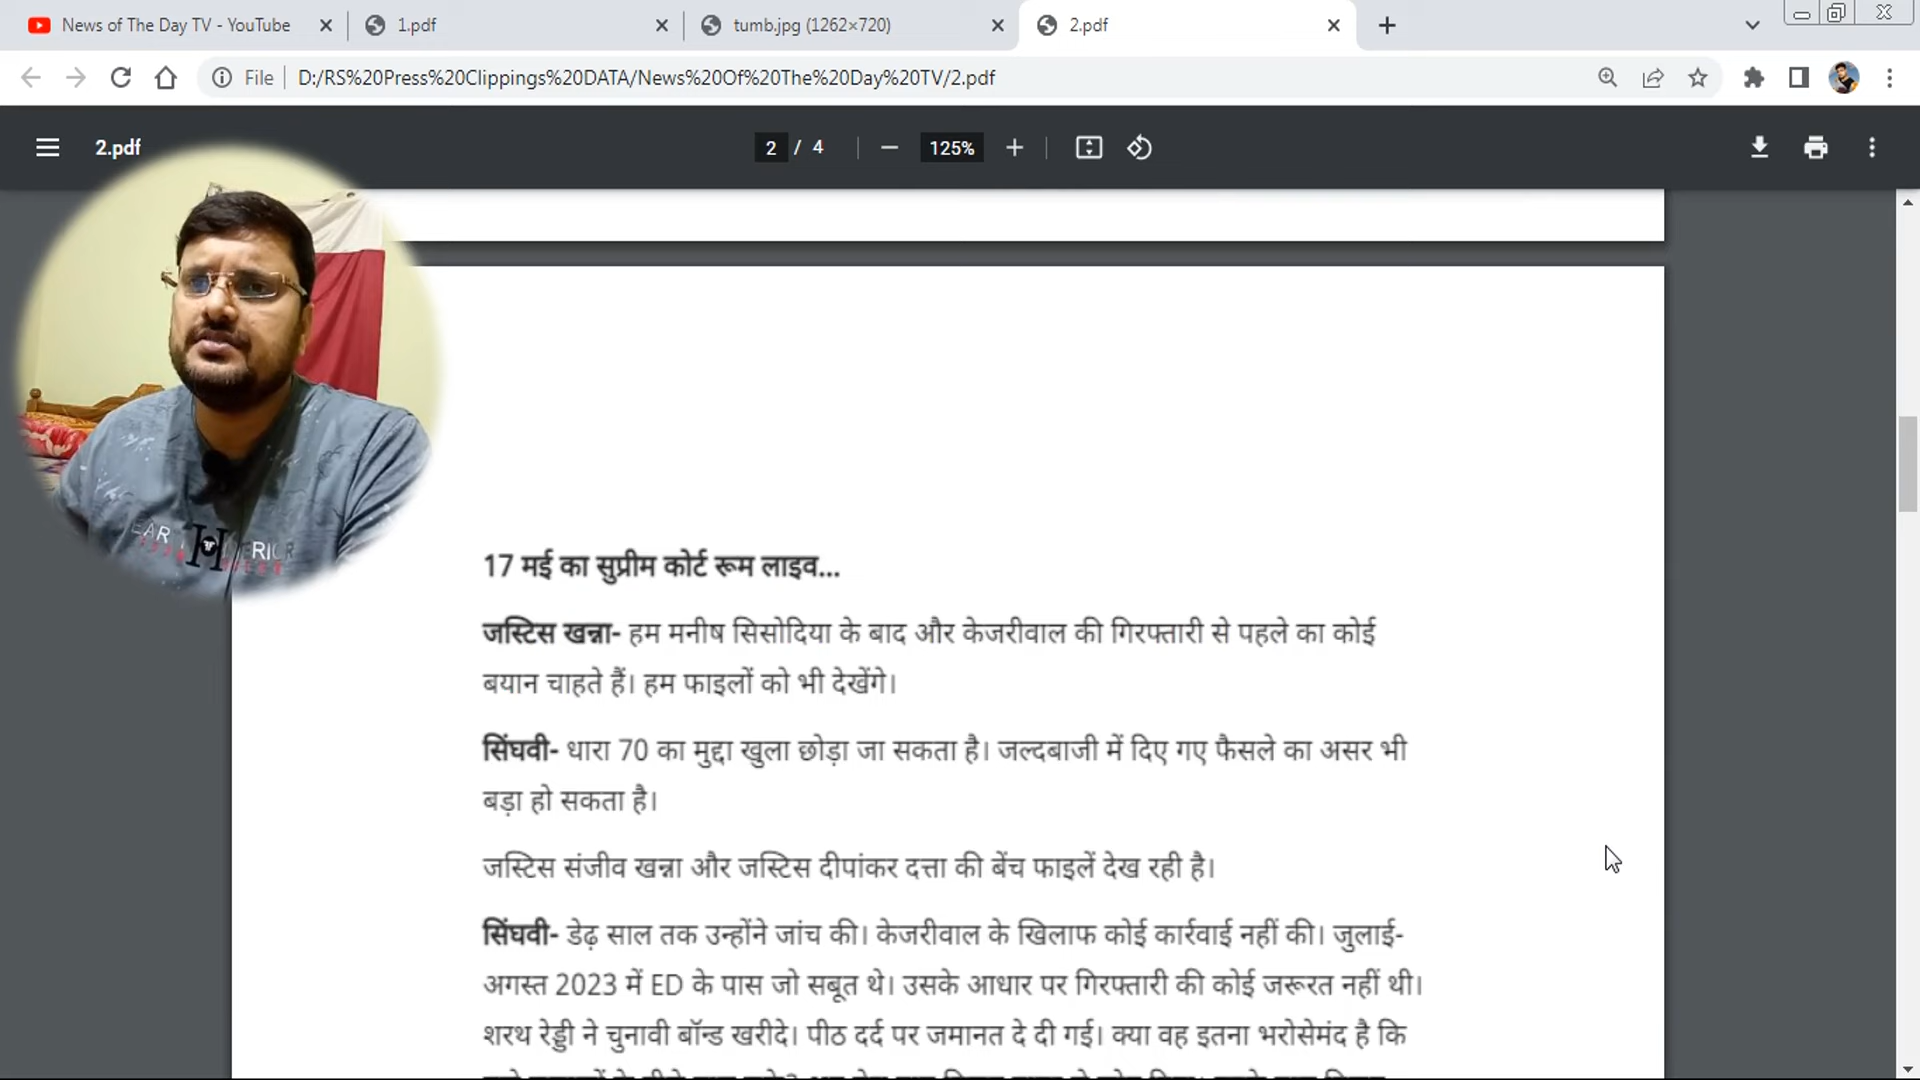 News of The Day TV - YouTube
1.pdf
tumb.jpg (1262×720)
2.pdf
File
D:/RS%20Press%20Clippings%20DATA/News%20Of%20The%20Day%20TV/2.pdf
2.pdf
2 / 4
125%
17 मई का सुप्रीम कोर्ट रूम लाइव...
जस्टिस खन्ना- हम मनीष सिसोदिया के बाद और केजरीवाल की गिरफ्तारी से पहले का कोई
बयान चाहते हैं। हम फाइलों को भी देखेंगे।
सिंघवी- धारा 70 का मुद्दा खुला छोड़ा जा सकता है। जल्दबाजी में दिए गए फैसले का असर भी
बड़ा हो सकता है।
जस्टिस संजीव खन्ना और जस्टिस दीपांकर दत्ता की बेंच फाइलें देख रही है।
सिंघवी- डेढ़ साल तक उन्होंने जांच की। केजरीवाल के खिलाफ कोई कार्रवाई नहीं की। जुलाई-
अगस्त 2023 में ED के पास जो सबूत थे। उसके आधार पर गिरफ्तारी की कोई जरूरत नहीं थी।
शरथ रेड्डी ने चुनावी बॉन्ड खरीदे। पीठ दर्द पर जमानत दे दी गई। क्या वह इतना भरोसेमंद है कि